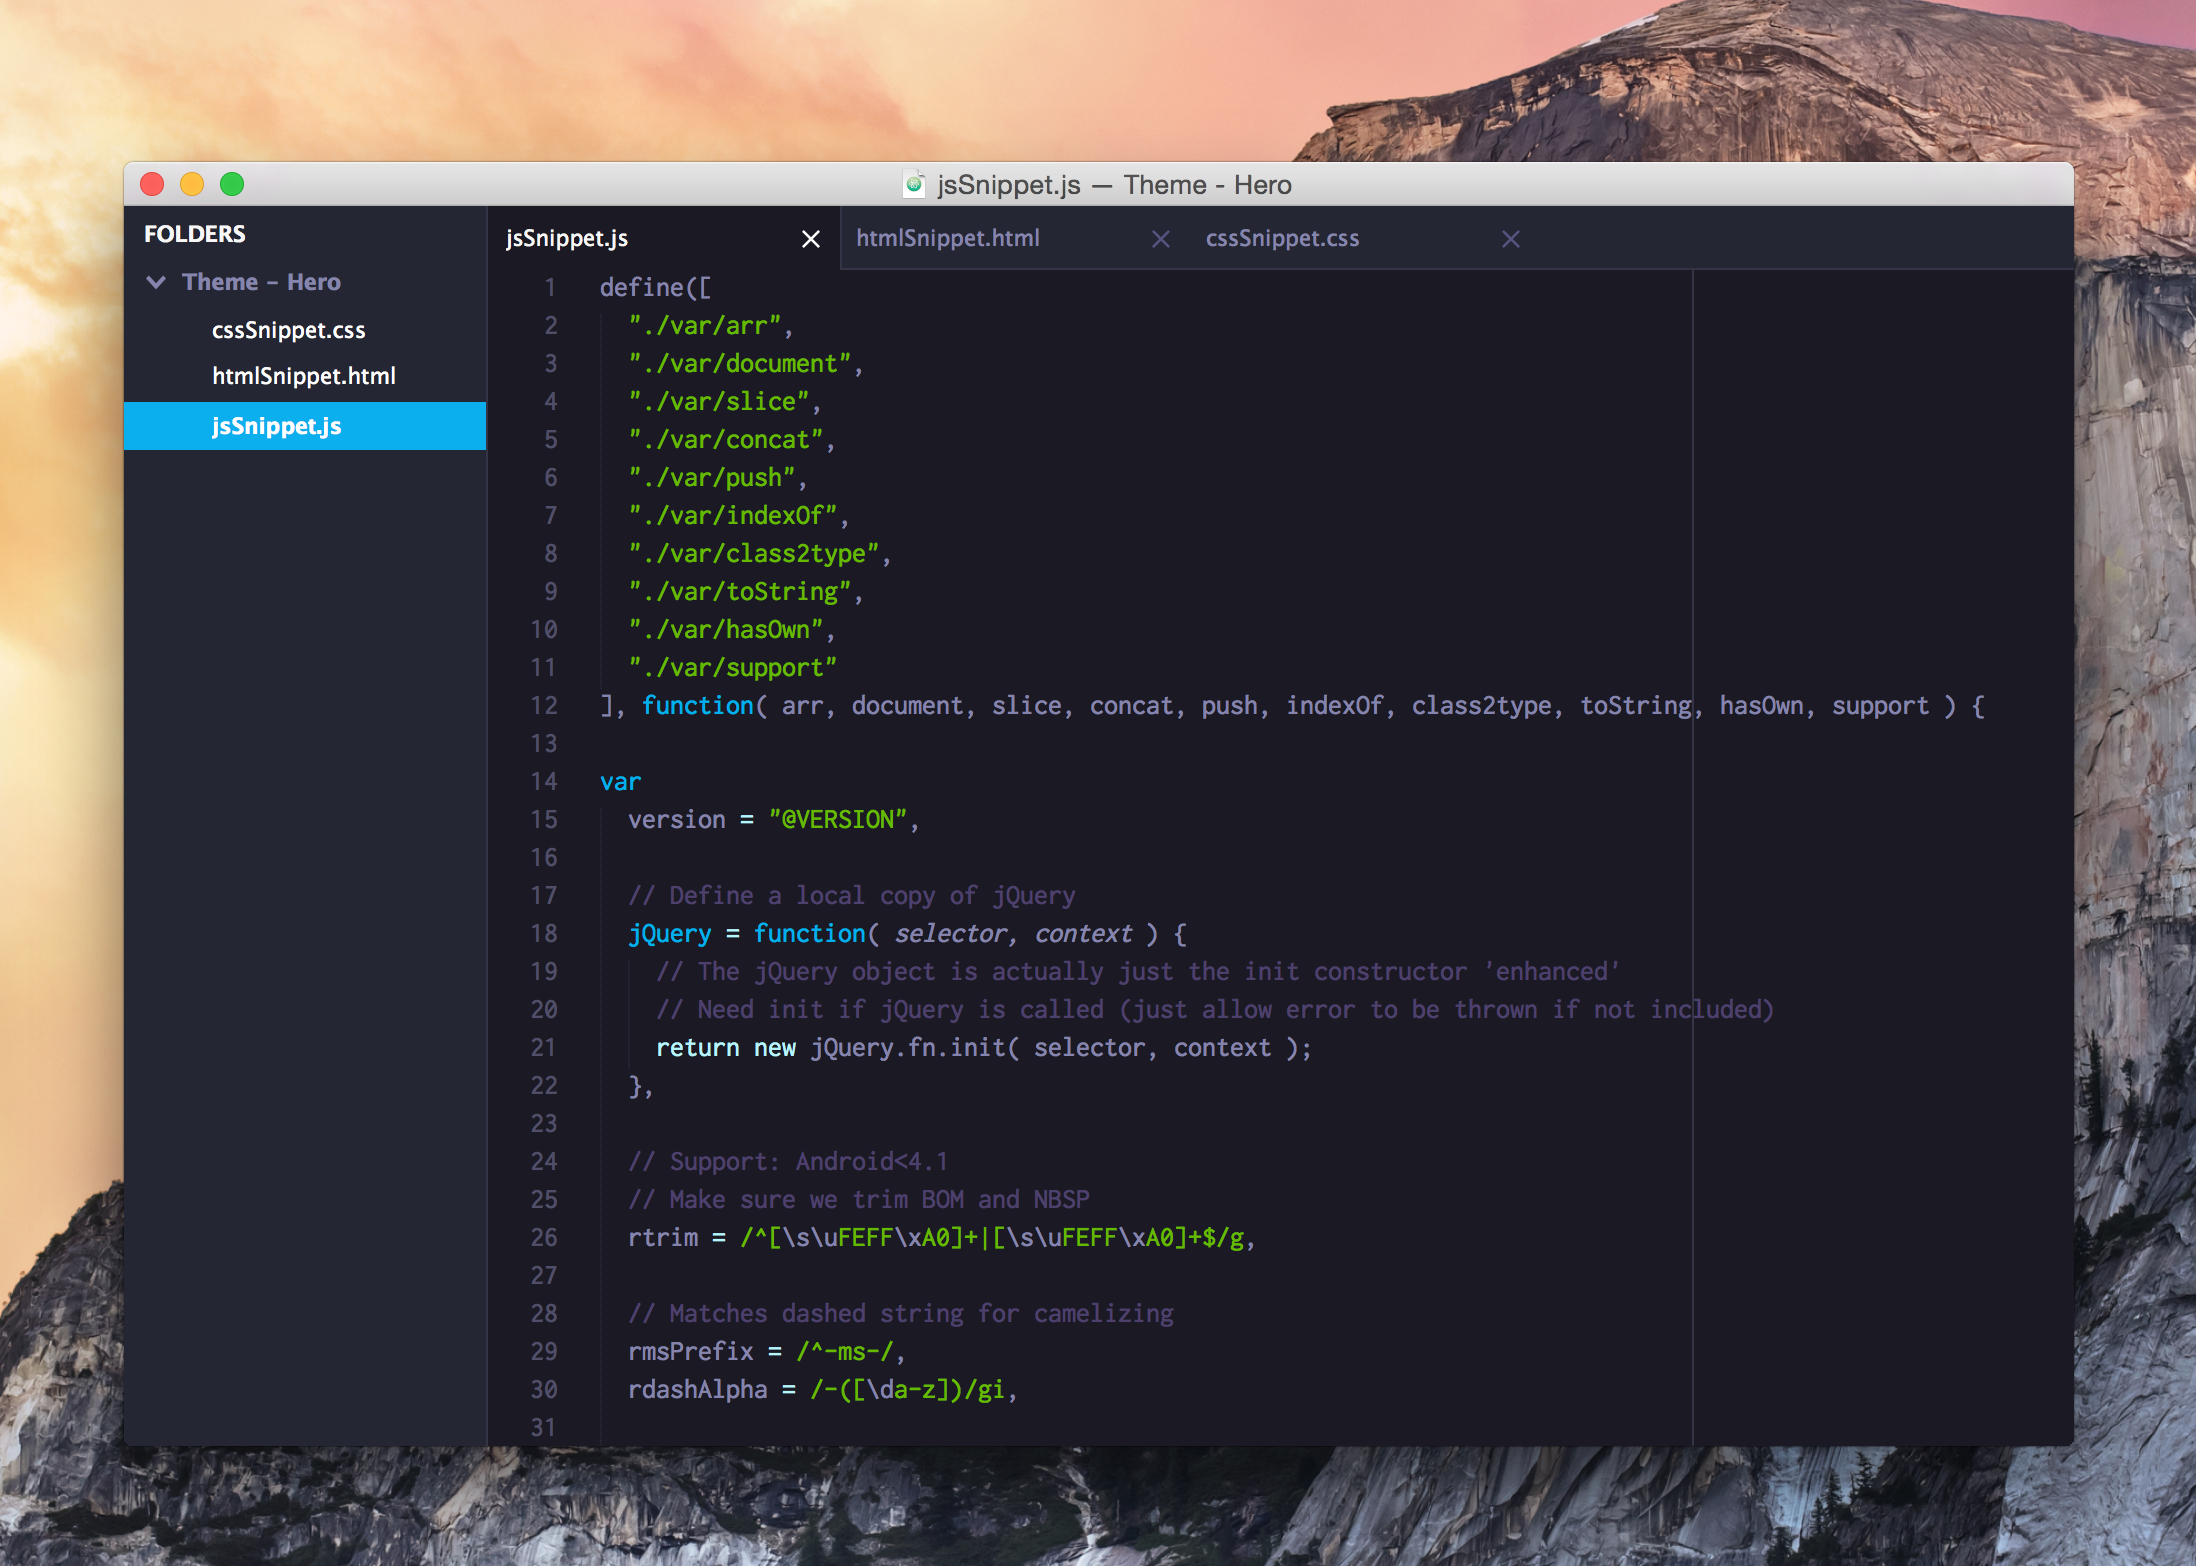 jsSnippet.js — Theme - Hero
FOLDERS
Theme - Hero
cssSnippet.css
htmlSnippet.html
jsSnippet.js
jsSnippet.js htmlSnippet.html cssSnippet.css
1 define([
2 "./var/arr",
3 "./var/document",
4 "./var/slice",
5 "./var/concat",
6 "./var/push",
7 "./var/indexOf",
8 "./var/class2type",
9 "./var/toString",
10 "./var/hasOwn",
11 "./var/support"
12 ], function( arr, document, slice, concat, push, indexOf, class2type, toString, hasOwn, support ) {
13
14 var
15 version = "@VERSION",
16
17 // Define a local copy of jQuery
18 jQuery = function( selector, context ) {
19 // The jQuery object is actually just the init constructor 'enhanced'
20 // Need init if jQuery is called (just allow error to be thrown if not included)
21 return new jQuery.fn.init( selector, context );
22 },
23
24 // Support: Android<4.1
25 // Make sure we trim BOM and NBSP
26 rtrim = /^[\s\uFEFF\xA0]+|[\s\uFEFF\xA0]+$/g,
27
28 // Matches dashed string for camelizing
29 rmsPrefix = /^-ms-/,
30 rdashAlpha = /-([\da-z])/gi,
31